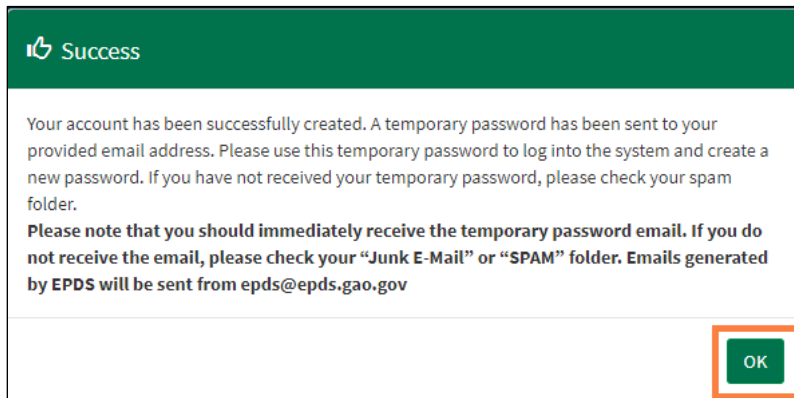 Success
Your account has been successfully created. A temporary password has been sent to your
provided email address. Please use this temporary password to log into the system and create a
new password. If you have not received your temporary password, please check your spam
folder.
Please note that you should immediately receive the temporary password email. If you do
not receive the email, please check your “Junk E-Mail” or “SPAM” folder. Emails generated
by EPDS will be sent from epds@epds.gao.gov
OK